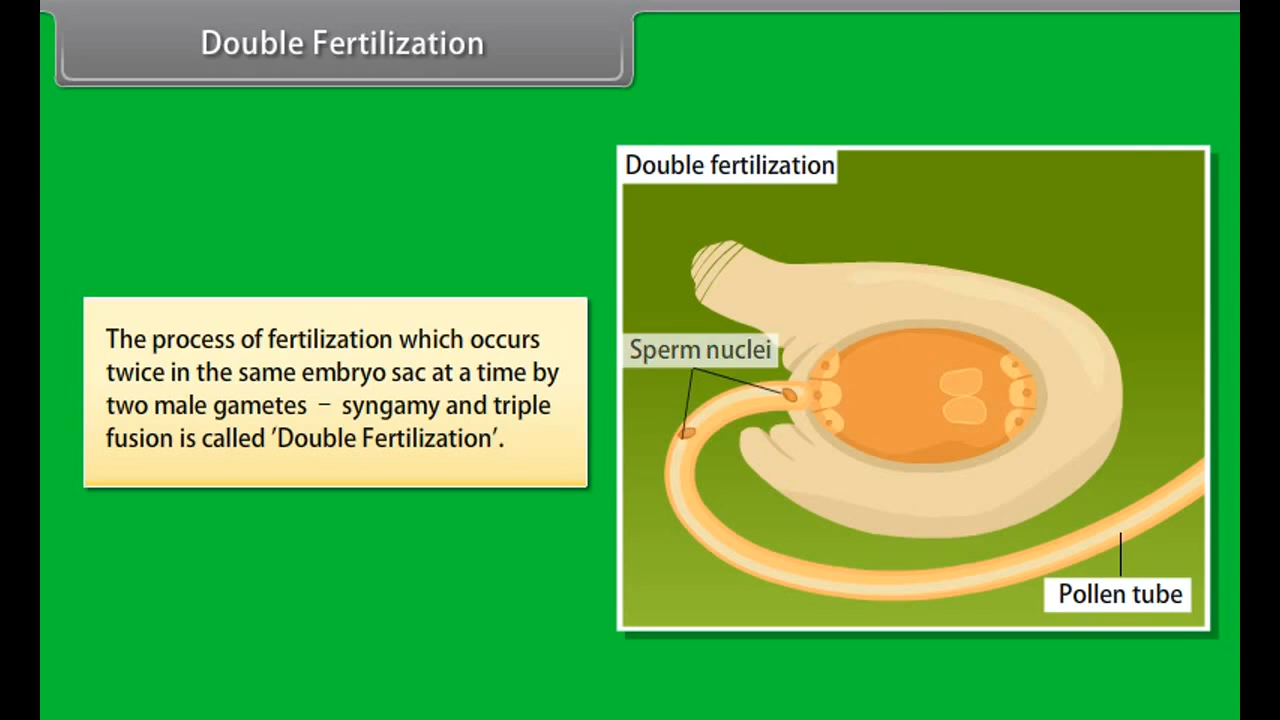 Double Fertilization
Double fertilization
The process of fertilization which occurs
twice in the same embryo sac at a time by
two male gametes – syngamy and triple
fusion is called 'Double Fertilization'.
Sperm nuclei
Pollen tube